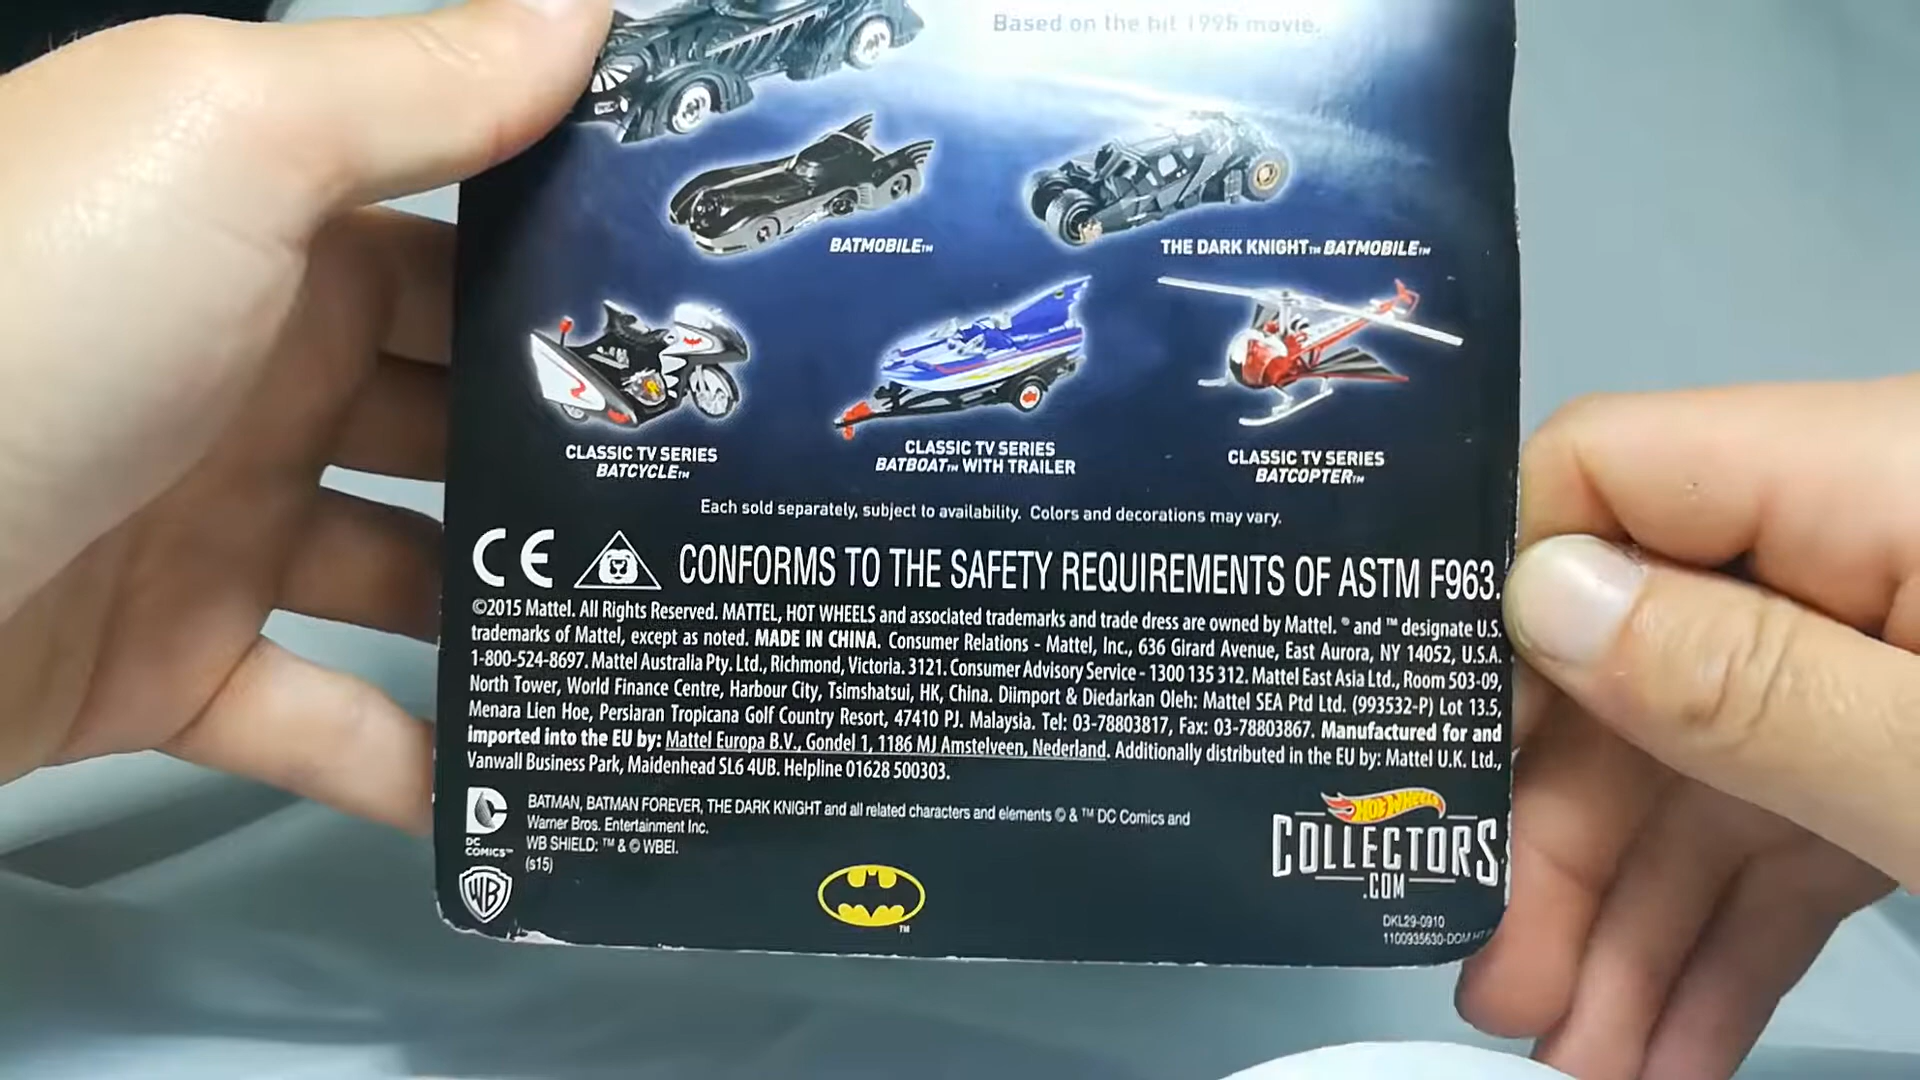 Based on the hit 1995 movie.
BATMOBILE™
THE DARK KNIGHT™ BATMOBILE™
CLASSIC TV SERIES
BATCYCLE™
CLASSIC TV SERIES
BATBOAT™ WITH TRAILER
CLASSIC TV SERIES
BATCOPTER™
Each sold separately, subject to availability. Colors and decorations may vary.
CE CONFORMS TO THE SAFETY REQUIREMENTS OF ASTM F963.
©2015 Mattel. All Rights Reserved. MATTEL, HOT WHEELS and associated trademarks and trade dress are owned by Mattel. ® and ™ designate U.S.
trademarks of Mattel, except as noted. MADE IN CHINA. Consumer Relations - Mattel, Inc., 636 Girard Avenue, East Aurora, NY 14052, U.S.A.
1-800-524-8697. Mattel Australia Pty. Ltd., Richmond, Victoria. 3121. Consumer Advisory Service - 1300 135 312. Mattel East Asia Ltd., Room 503-09,
North Tower, World Finance Centre, Harbour City, Tsimshatsui, HK, China. Diimport & Diedarkan Oleh: Mattel SEA Ptd Ltd. (993532-P) Lot 13.5,
Menara Lien Hoe, Persiaran Tropicana Golf Country Resort, 47410 PJ. Malaysia. Tel: 03-78803817, Fax: 03-78803867. Manufactured for and
imported into the EU by: Mattel Europa B.V., Gondel 1, 1186 MJ Amstelveen, Nederland. Additionally distributed in the EU by: Mattel U.K. Ltd.,
Vanwall Business Park, Maidenhead SL6 4UB. Helpline 01628 500303.
DC
COMICS™
BATMAN, BATMAN FOREVER, THE DARK KNIGHT and all related characters and elements © & ™ DC Comics and
Warner Bros. Entertainment Inc.
WB SHIELD: ™ & © WBEI.
(s15)
WB
™
HOT WHEELS
COLLECTORS
.COM
DKL29-0910
1100935630-DOM